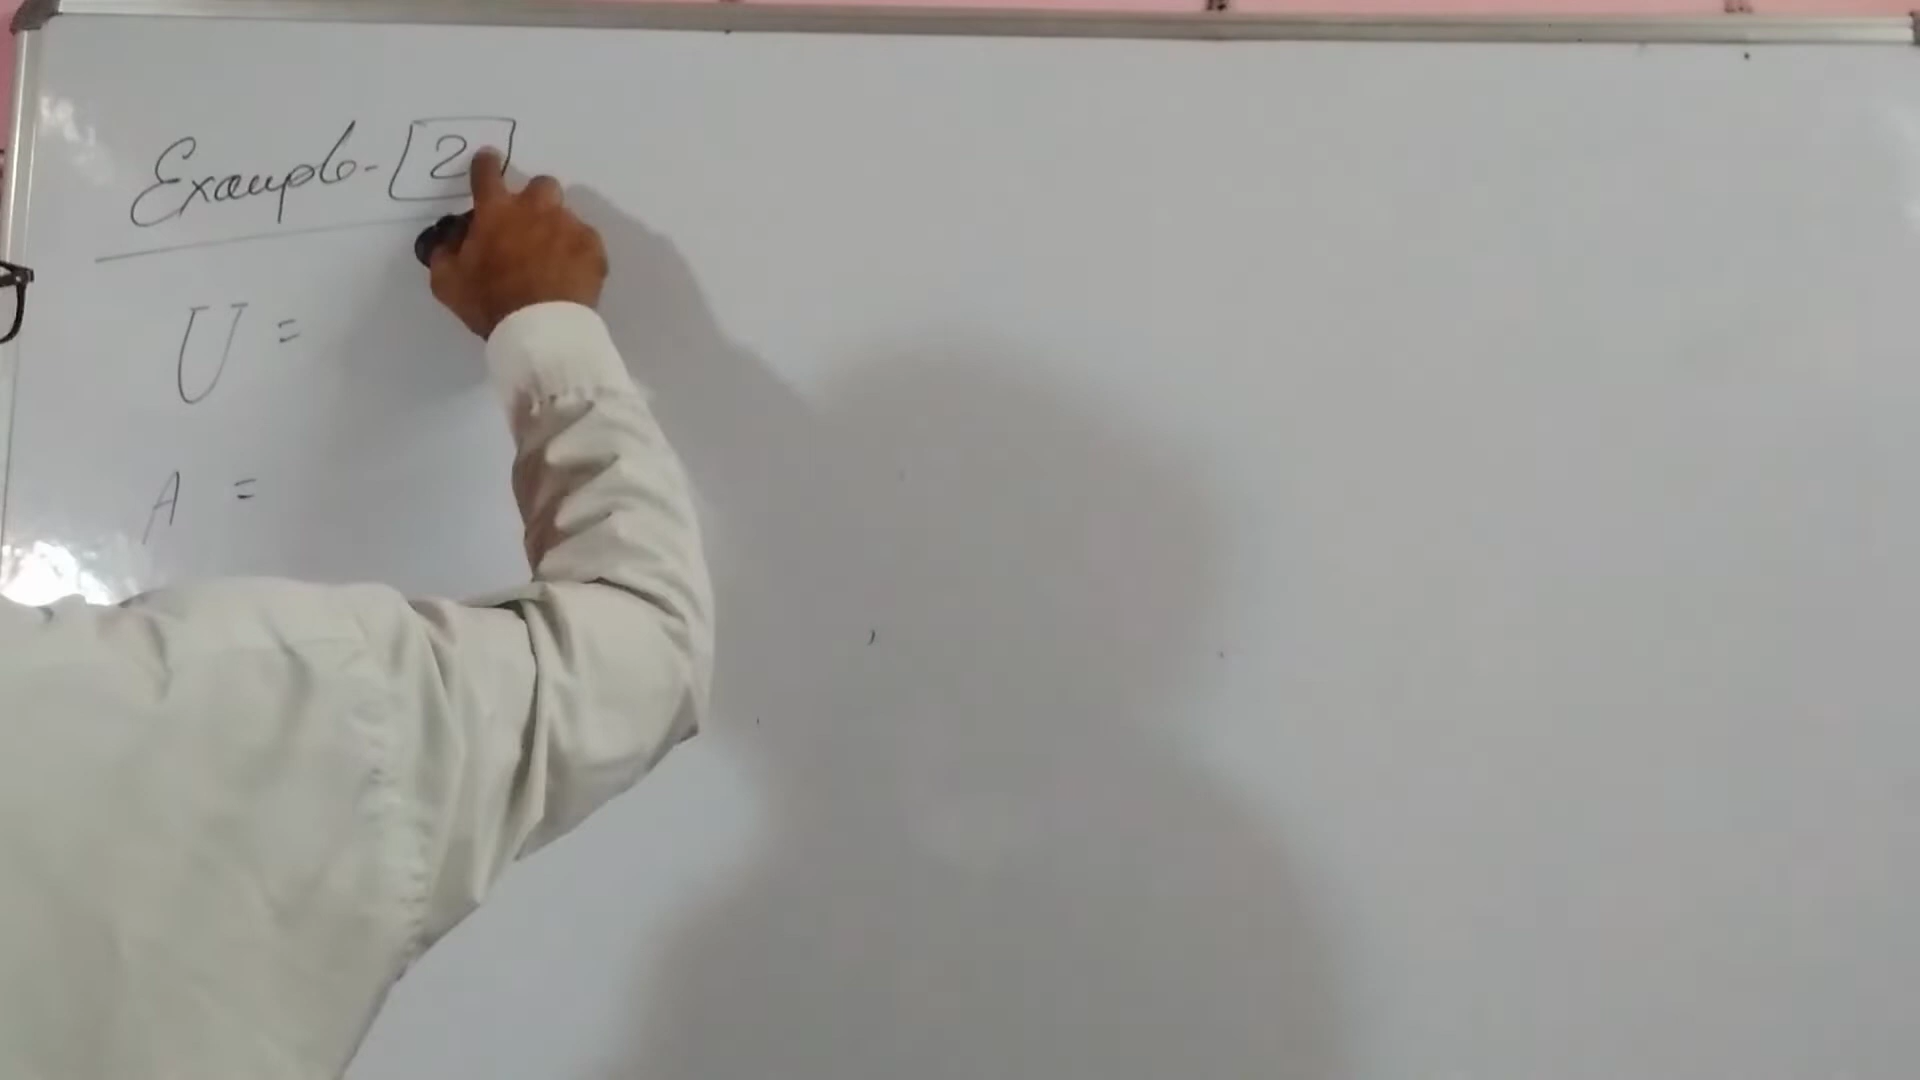 Example- 2
U =
A =